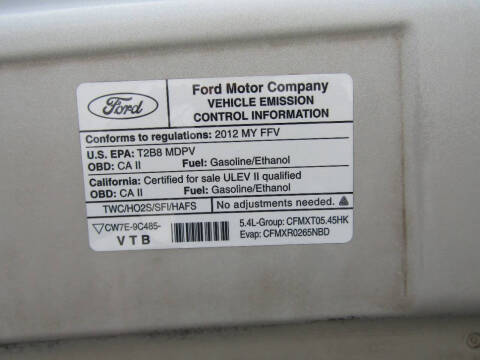 Ford
Ford Motor Company
VEHICLE EMISSION
CONTROL INFORMATION
Conforms to regulations: 2012 MY FFV
U.S. EPA: T2B8 MDPV
OBD: CA II Fuel: Gasoline/Ethanol
California: Certified for sale ULEV II qualified
OBD: CA II Fuel: Gasoline/Ethanol
TWC/HO2S/SFI/HAFS No adjustments needed.
CW7E-9C485-
VTB
5.4L-Group: CFMXT05.45HK
Evap: CFMXR0265NBD